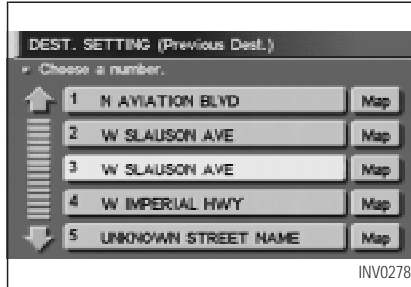 DEST. SETTING (Previous Dest.)
Choose a number.
1 N AVIATION BLVD Map
2 W SLAUSON AVE Map
3 W SLAUSON AVE Map
4 W IMPERIAL HWY Map
5 UNKNOWN STREET NAME Map
INV0278